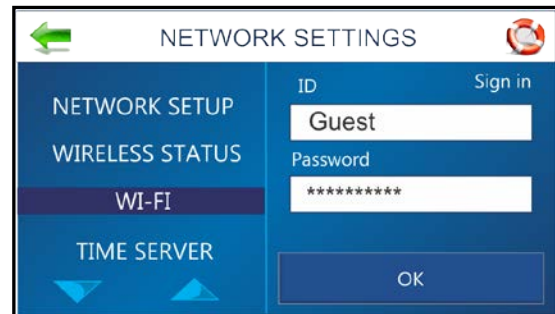 NETWORK SETTINGS
NETWORK SETUP
WIRELESS STATUS
WI-FI
TIME SERVER
ID Sign in
Guest
Password
**********
OK